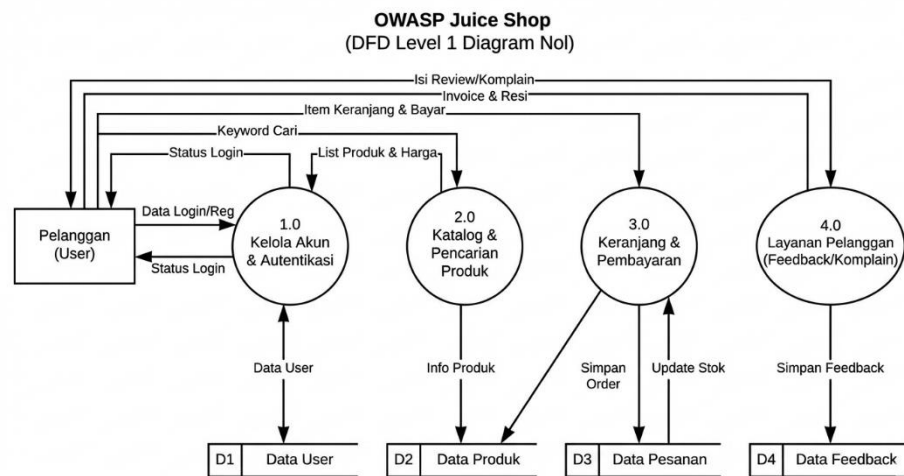 OWASP Juice Shop
(DFD Level 1 Diagram Nol)
Isi Review/Komplain
Invoice & Resi
Item Keranjang & Bayar
Keyword Cari
Status Login
List Produk & Harga
Pelanggan
(User)
Data Login/Reg
Status Login
1.0
Kelola Akun
& Autentikasi
2.0
Katalog &
Pencarian
Produk
3.0
Keranjang &
Pembayaran
4.0
Layanan Pelanggan
(Feedback/Komplain)
Data User
Info Produk
Simpan
Order
Update Stok
Simpan Feedback
D1 Data User
D2 Data Produk
D3 Data Pesanan
D4 Data Feedback